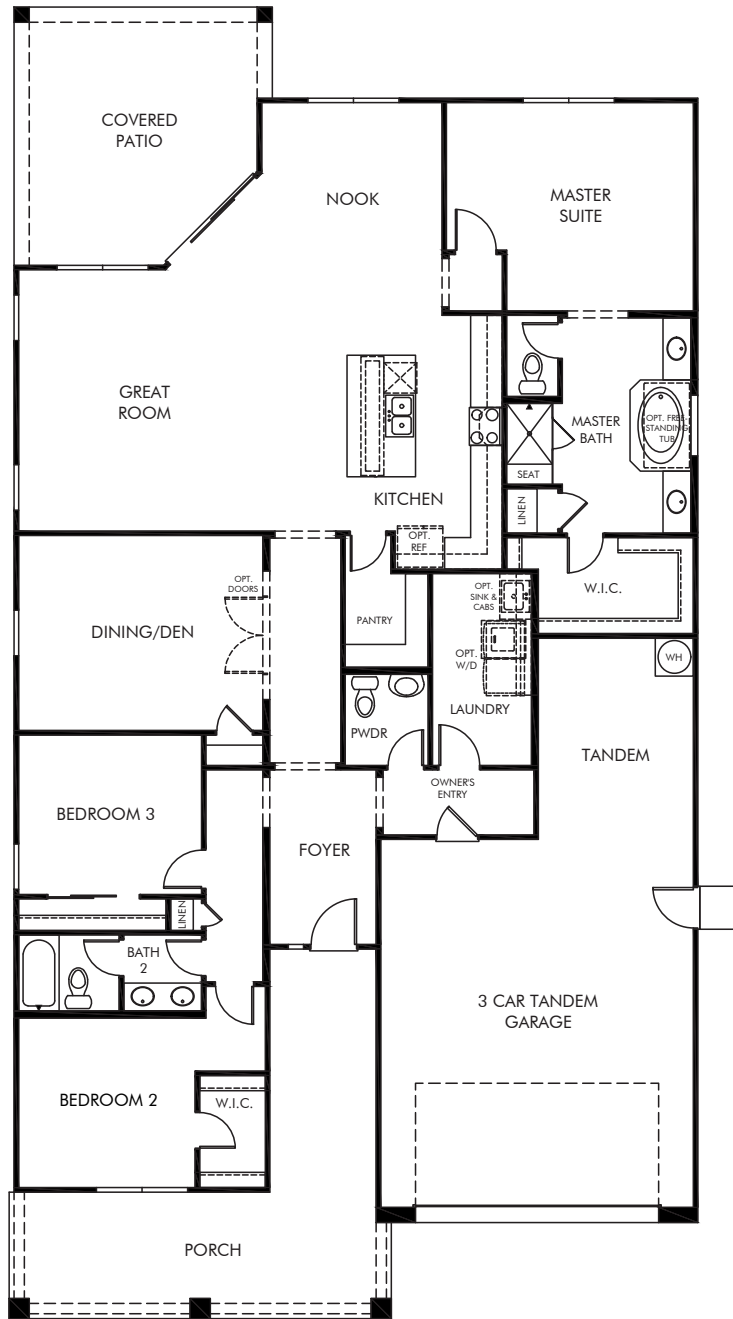 COVERED
PATIO
NOOK
MASTER
SUITE
GREAT
ROOM
MASTER
BATH
OPT. FREE
STANDING
TUB
SEAT
KITCHEN
LINEN
OPT.
REF
OPT.
DOORS
OPT.
SINK &
CABS
W.I.C.
PANTRY
DINING/DEN
OPT.
W/D
WH
LAUNDRY
PWDR
TANDEM
OWNER'S
ENTRY
BEDROOM 3
FOYER
LINEN
BATH
2
3 CAR TANDEM
GARAGE
BEDROOM 2
W.I.C.
PORCH